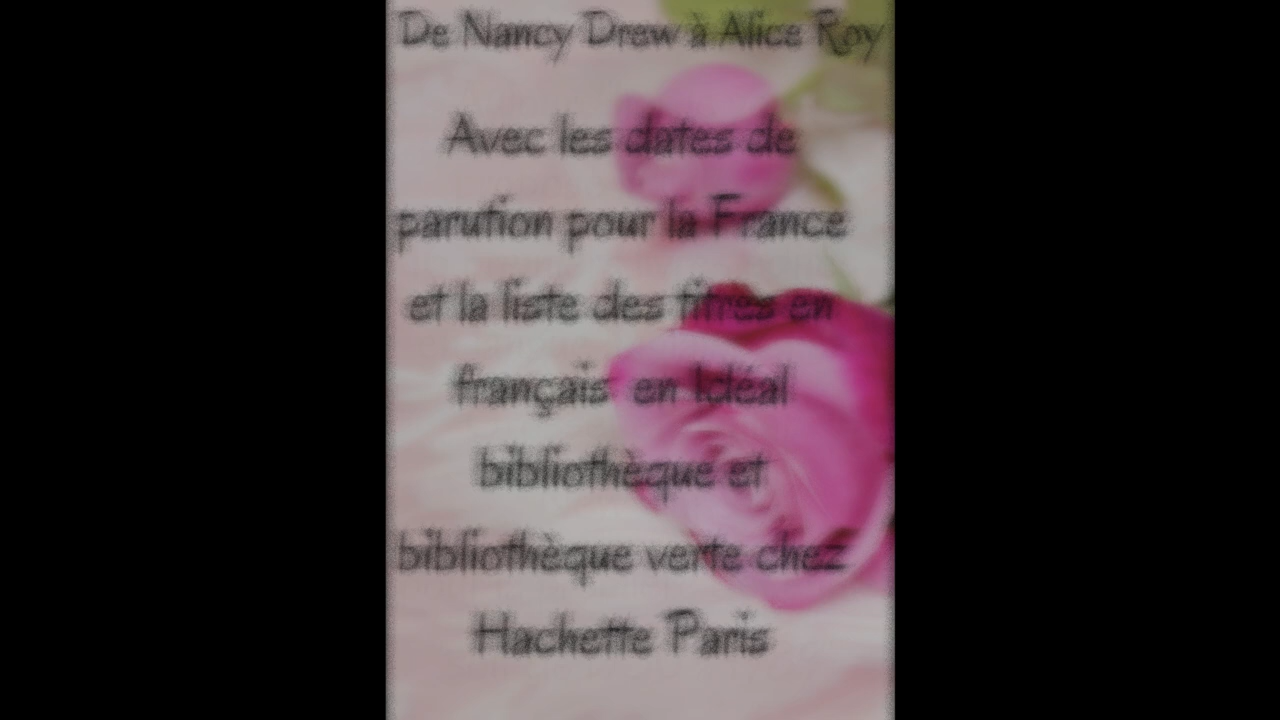 De Nancy Drew à Alice Roy
Avec les dates de
parution pour la France
et la liste des titres en
français en Idéal
bibliothèque et
bibliothèque verte chez
Hachette Paris